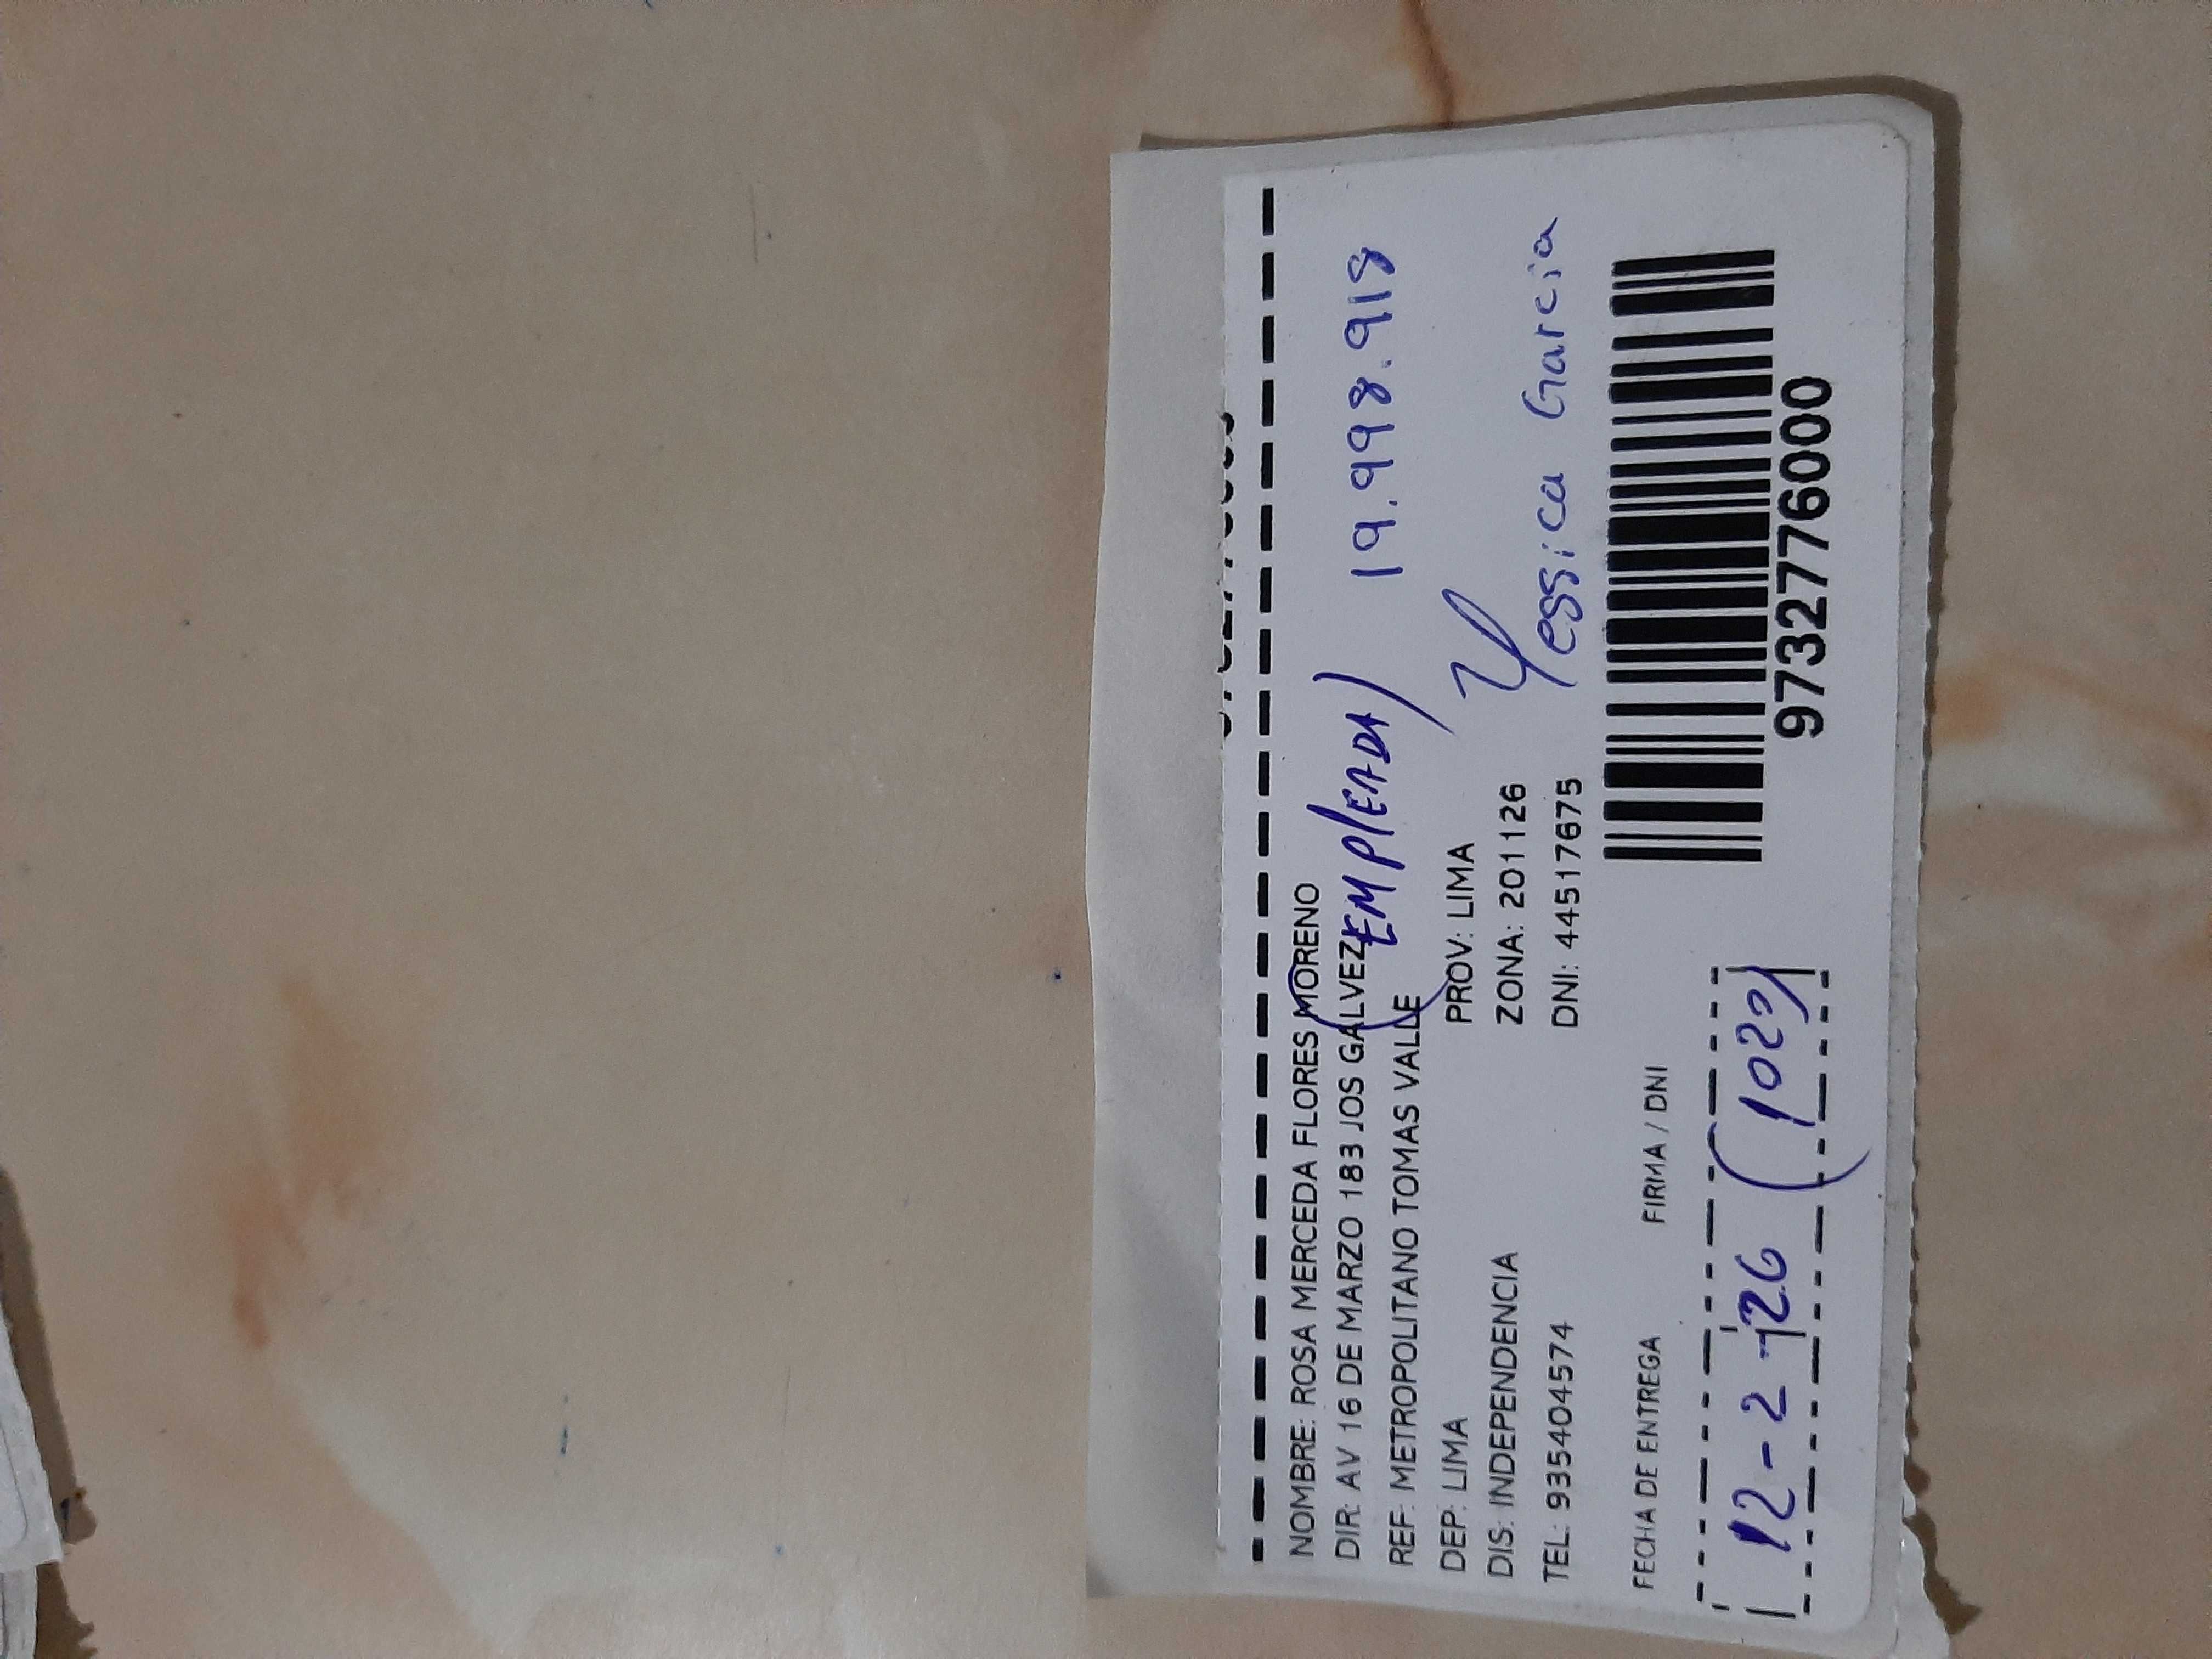 NOMBRE: ROSA MERCEDA FLORES MORENO
DIR: AV 16 DE MARZO 183 JOS GALVEZ
(EMPLEADA) 19.998.918
REF: METROPOLITANO TOMAS VALLE
DEP: LIMA PROV: LIMA
DIS: INDEPENDENCIA ZONA: 201126
Yessica Garcia
TEL: 935404574 DNI: 44517675
FECHA DE ENTREGA FIRMA / DNI
12-2-26 (1029)
9732776000